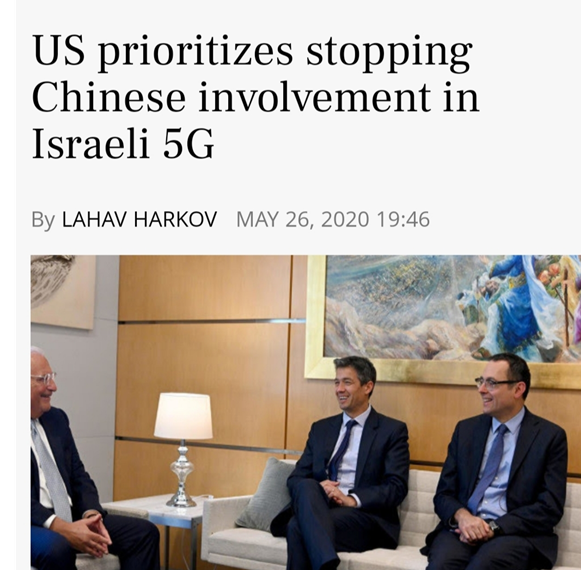 US prioritizes stopping
Chinese involvement in
Israeli 5G
By LAHAV HARKOV MAY 26, 2020 19:46